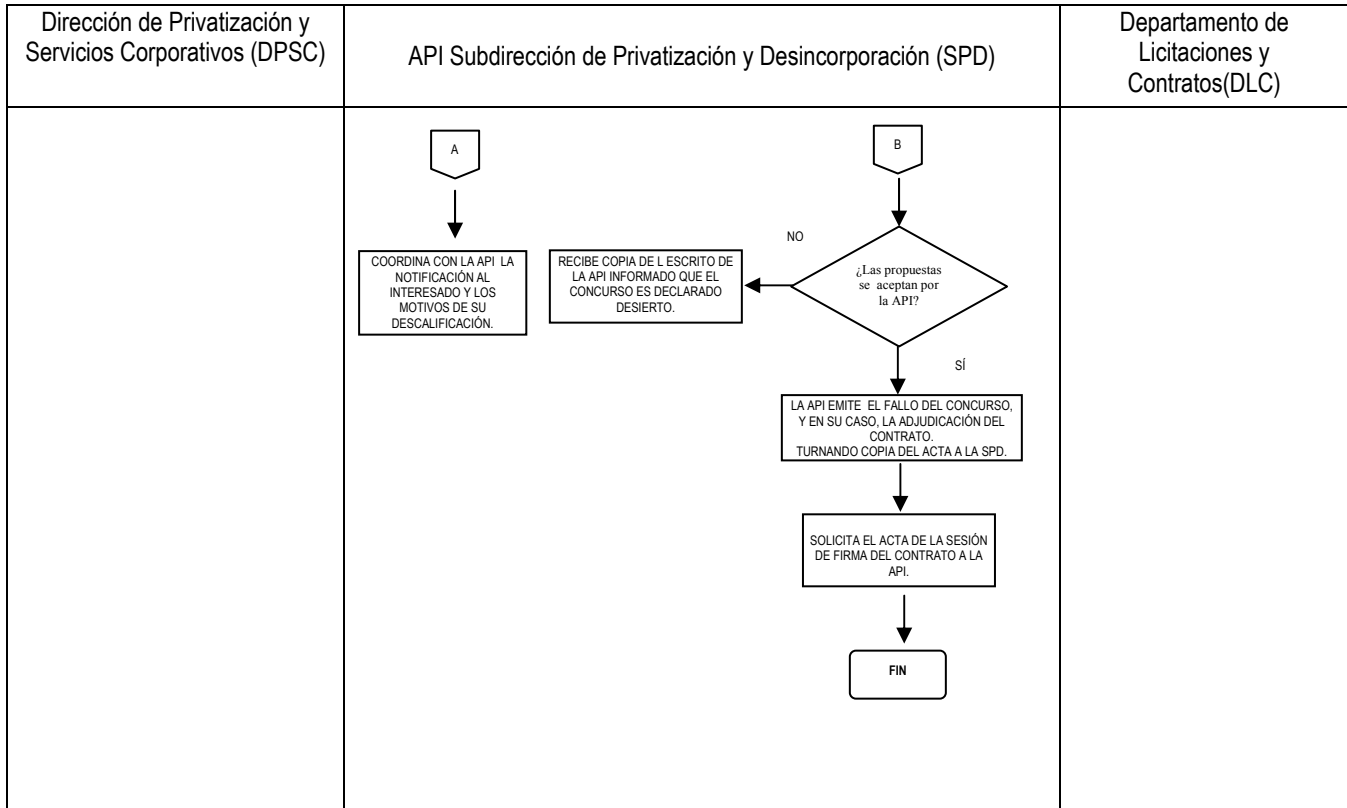 Dirección de Privatización y
Servicios Corporativos (DPSC)
API Subdirección de Privatización y Desincorporación (SPD)
Departamento de
Licitaciones y
Contratos(DLC)
A
COORDINA CON LA API LA
NOTIFICACIÓN AL
INTERESADO Y LOS
MOTIVOS DE SU
DESCALIFICACIÓN.
B
¿Las propuestas
se aceptan por
la API?
NO
RECIBE COPIA DE L ESCRITO DE
LA API INFORMADO QUE EL
CONCURSO ES DECLARADO
DESIERTO.
SÍ
LA API EMITE EL FALLO DEL CONCURSO,
Y EN SU CASO, LA ADJUDICACIÓN DEL
CONTRATO.
TURNANDO COPIA DEL ACTA A LA SPD.
SOLICITA EL ACTA DE LA SESIÓN
DE FIRMA DEL CONTRATO A LA
API.
FIN